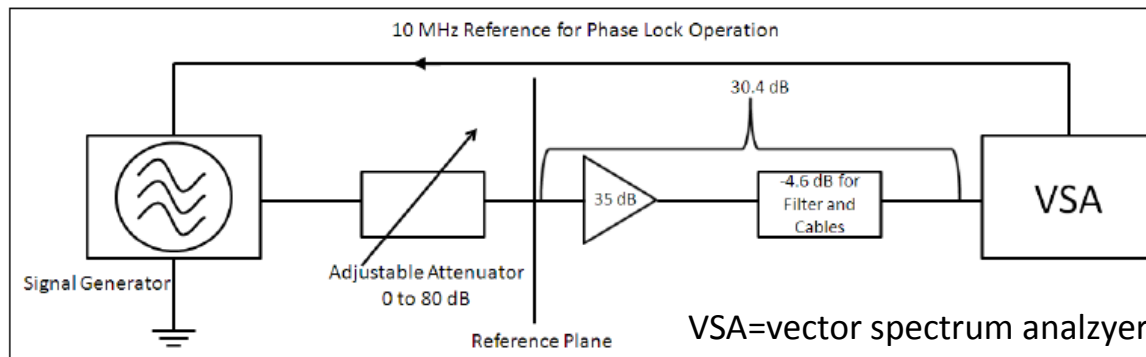 10 MHz Reference for Phase Lock Operation
30.4 dB
35 dB
-4.6 dB for
Filter and
Cables
VSA
Signal Generator
Adjustable Attenuator
0 to 80 dB
Reference Plane
VSA=vector spectrum analzyer